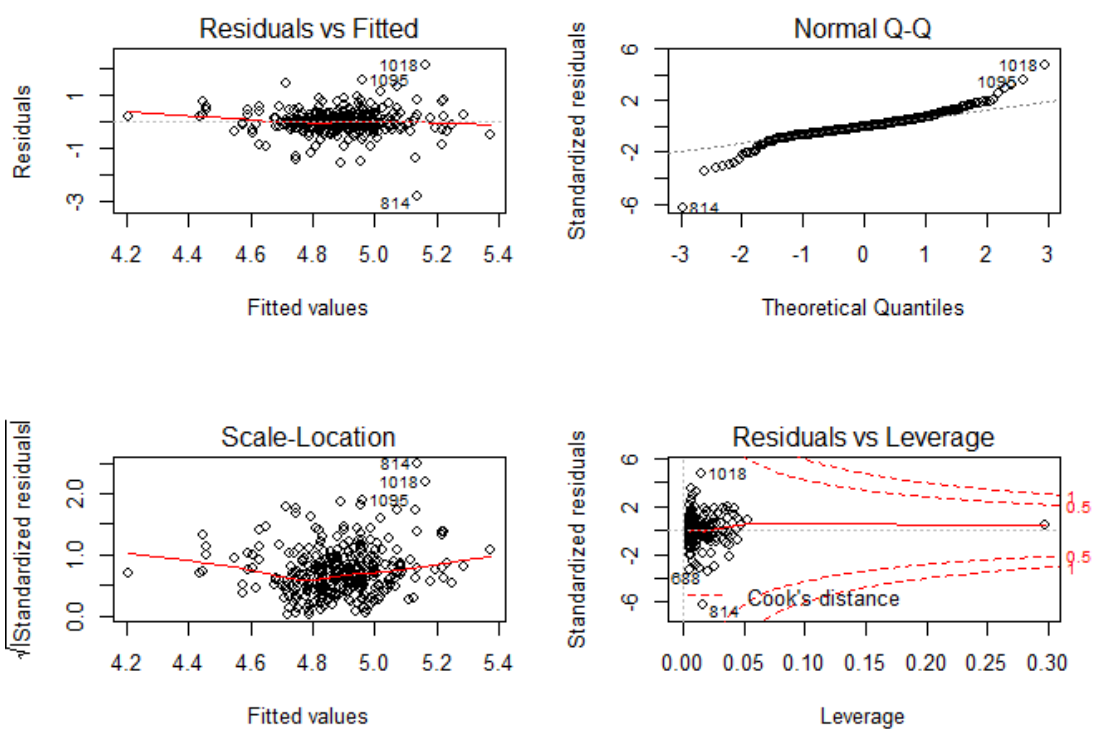 Residuals vs Fitted
Residuals
1
-1
-3
1018
1095
814
4.2 4.4 4.6 4.8 5.0 5.2 5.4
Fitted values
Normal Q-Q
Standardized residuals
6
2
-2
-6
1018
1095
814
-3 -2 -1 0 1 2 3
Theoretical Quantiles
Scale-Location
√|Standardized residuals|
2.0
1.0
0.0
814
1018
1095
4.2 4.4 4.6 4.8 5.0 5.2 5.4
Fitted values
Residuals vs Leverage
Standardized residuals
6
2
-2
-6
1018
688
814
Cook's distance
1
0.5
0.5
1
0.00 0.05 0.10 0.15 0.20 0.25 0.30
Leverage